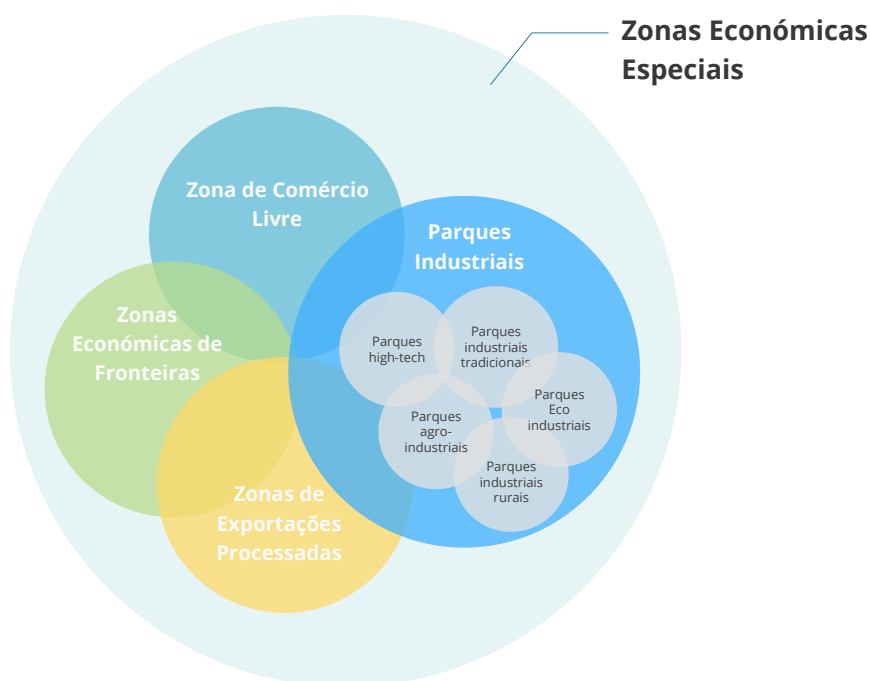 Zonas Económicas
Especiais
Zona de Comércio
Livre
Parques
Industriais
Zonas
Económicas de
Fronteiras
Parques
high-tech
Parques
industriais
tradicionais
Parques
Eco
industriais
Parques
agro-
industriais
Parques
industriais
rurais
Zonas de
Exportações
Processadas